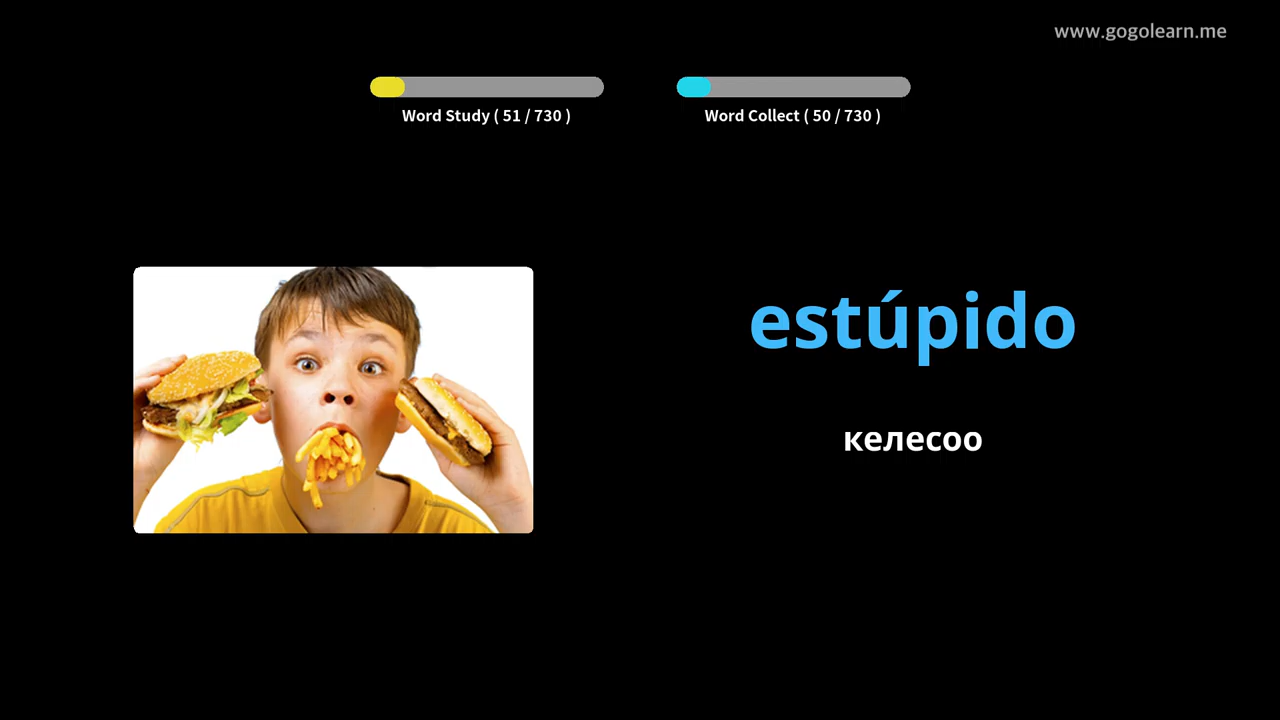 www.gogolearn.me
Word Study ( 51 / 730 )
Word Collect ( 50 / 730 )
estúpido
келесоо